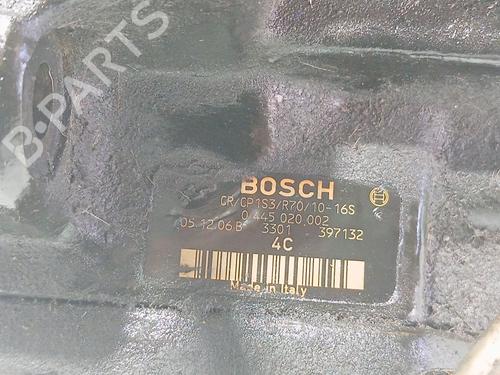 B-PARTS
BOSCH
CR/CP1S3/R70/10-16S
0 445 020 002
05.12.06B 3301 397132
4C
Made in Italy